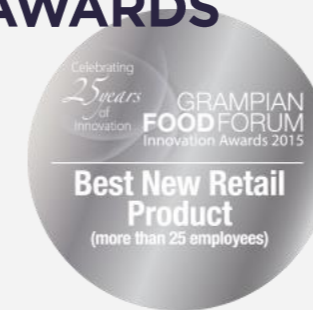 AWARDS
Celebrating
25years
of
Innovation
GRAMPIAN
FOODFORUM
Innovation Awards 2015
Best New Retail
Product
(more than 25 employees)